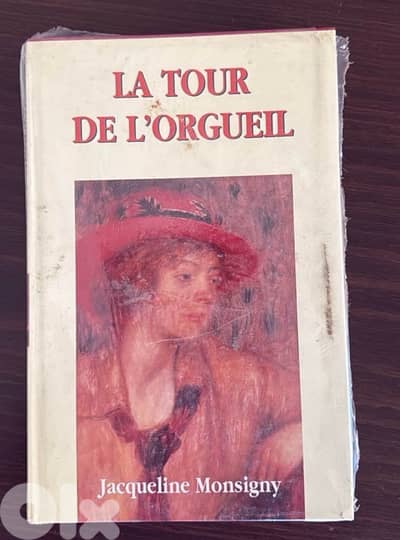 LA TOUR
DE L'ORGUEIL
Jacqueline Monsigny
olx